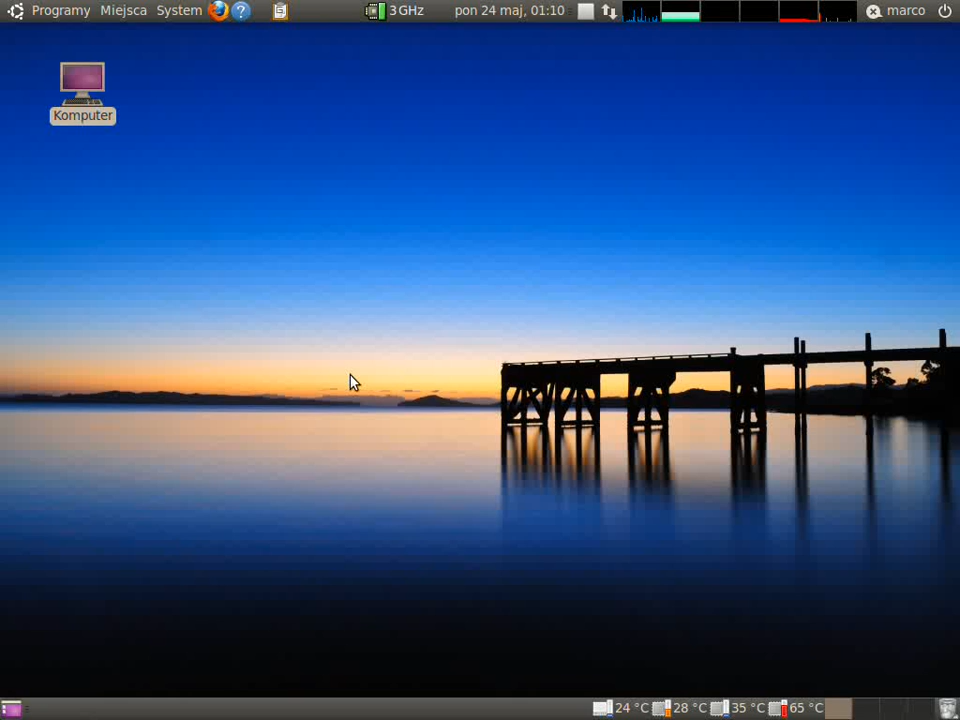 Programy Miejsca System 3 GHz pon 24 maj, 01:10 marco
Komputer
24 °C 28 °C 35 °C 65 °C